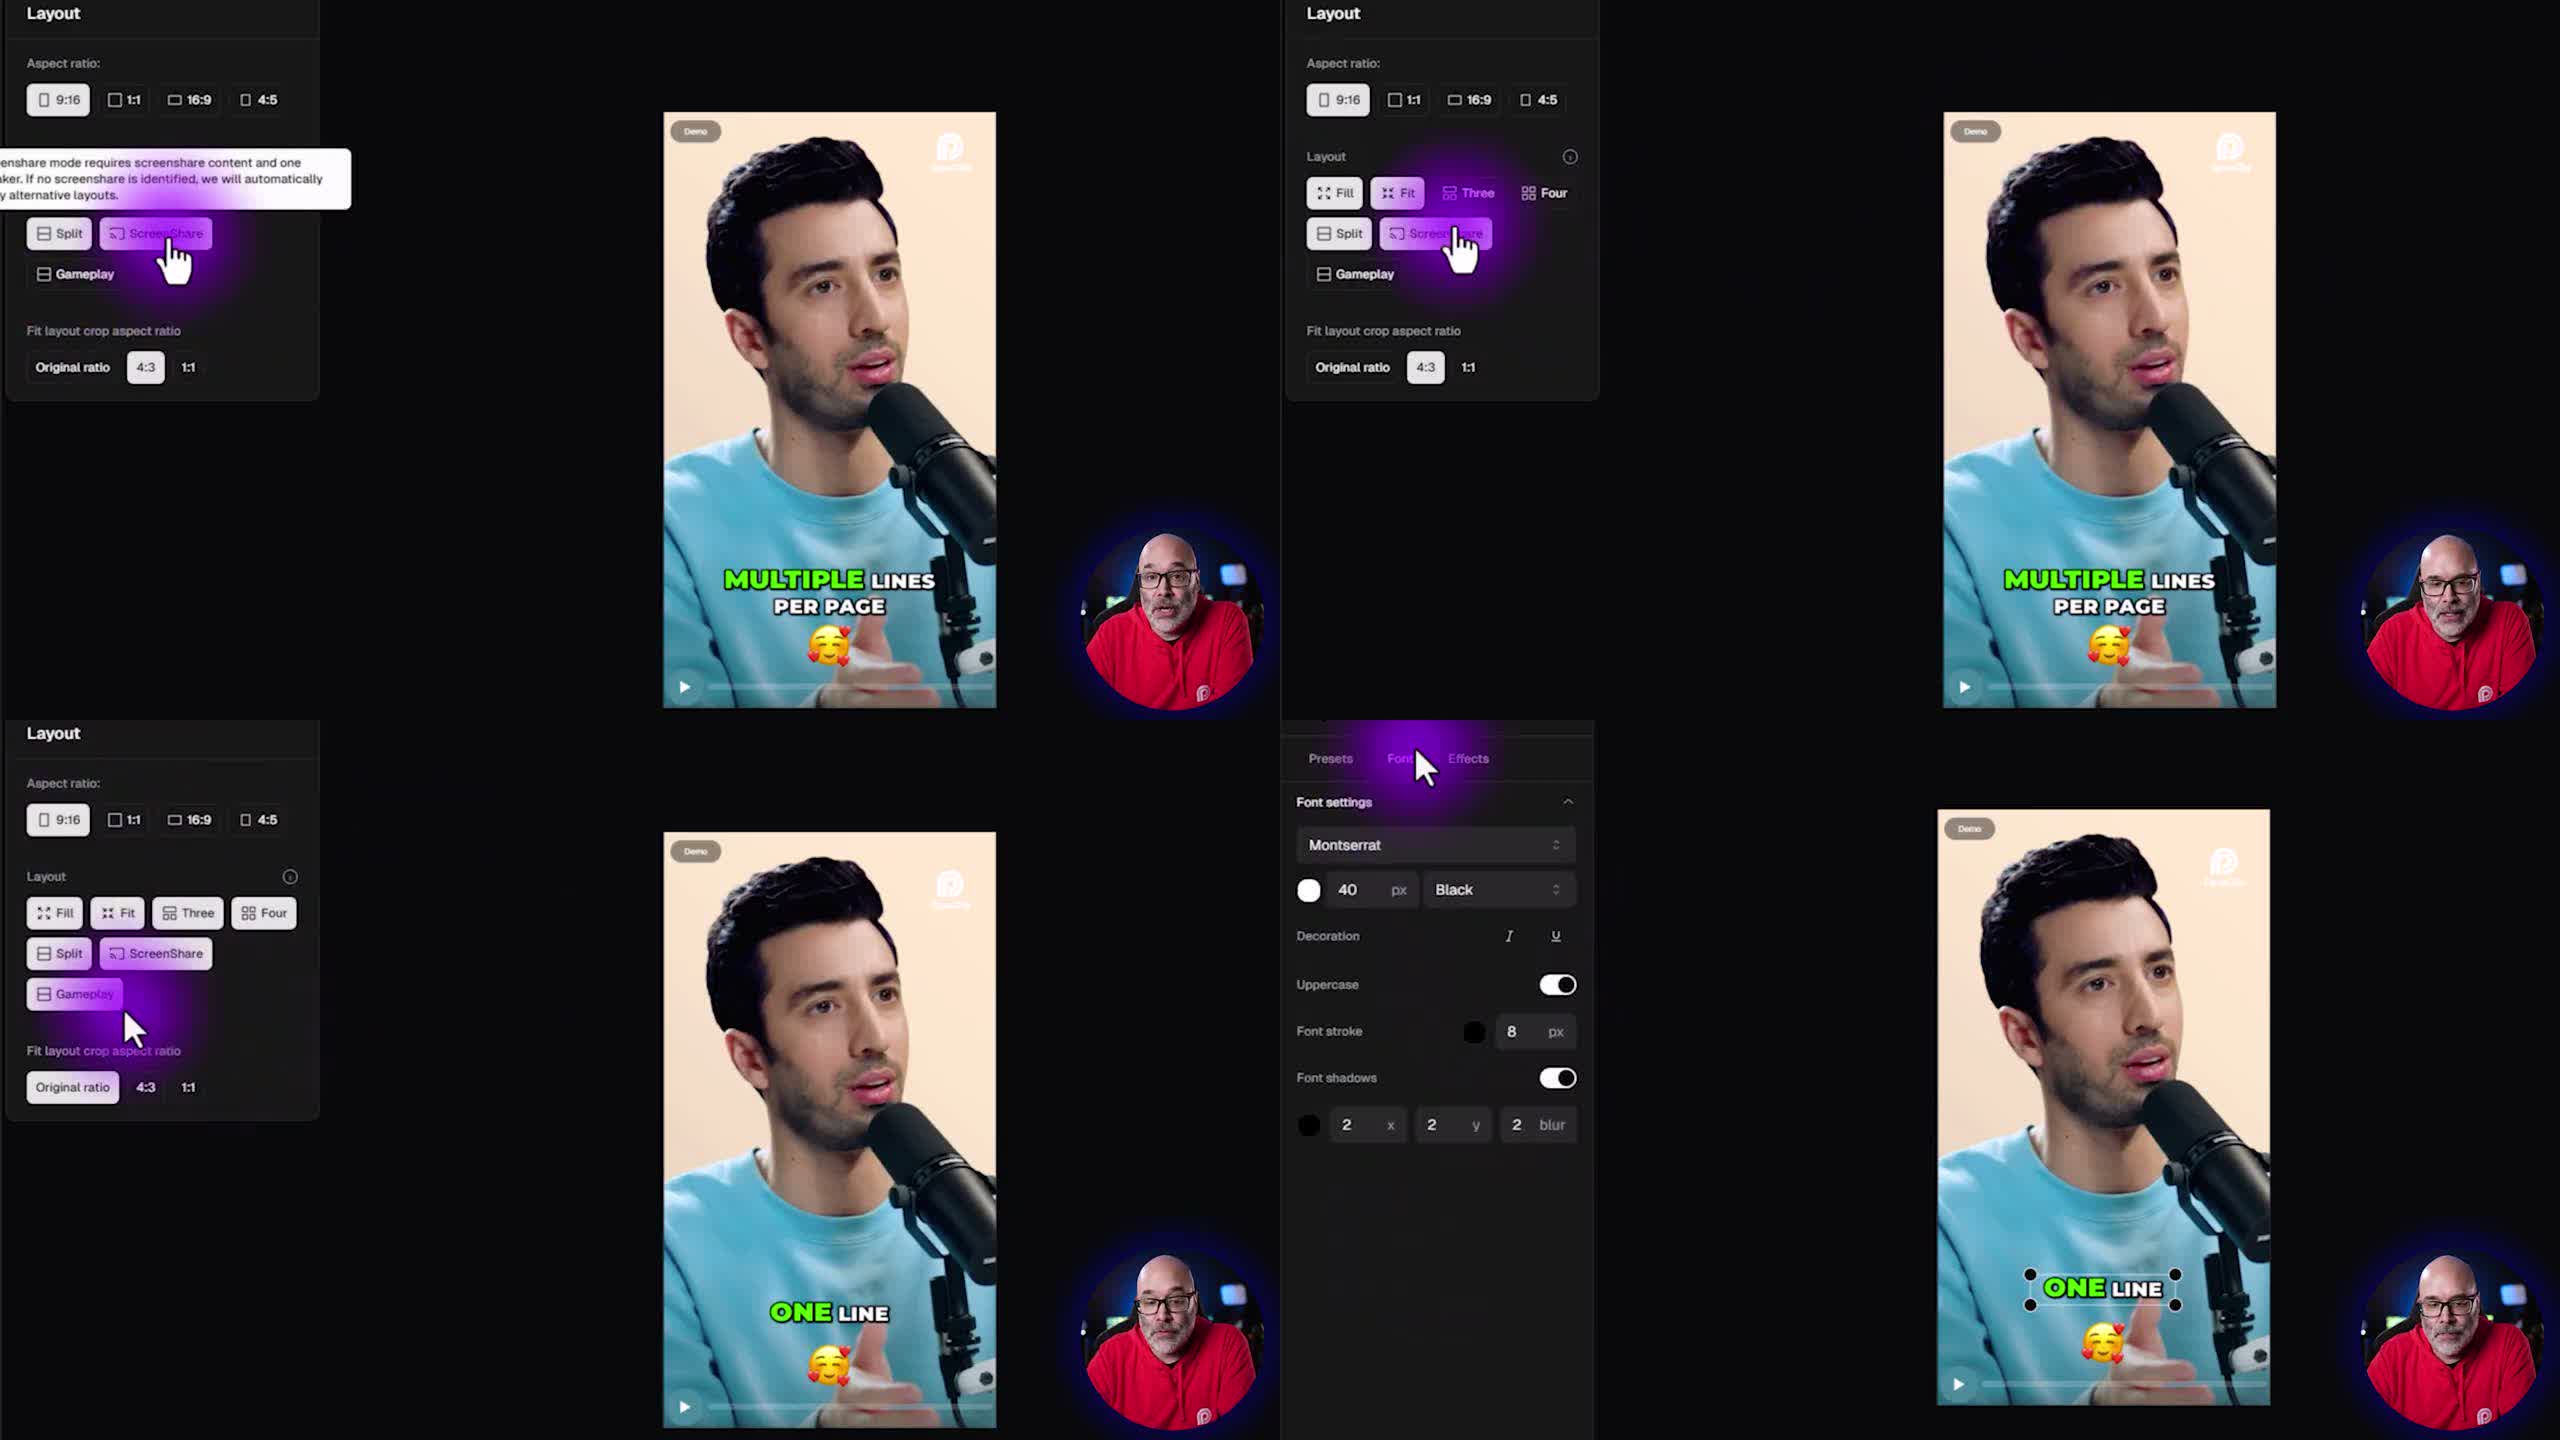 Layout
Aspect ratio:
9:16
1:1
16:9
4:5
enshare mode requires screenshare content and one
aker. If no screenshare is identified, we will automatically
y alternative layouts.
Split
ScreenShare
Gameplay
Fit layout crop aspect ratio
Original ratio
4:3
1:1
Demo
MULTIPLE LINES
PER PAGE
Layout
Aspect ratio:
9:16
1:1
16:9
4:5
Layout
Fill
Fit
Three
Four
Split
Gameplay
Fit layout crop aspect ratio
Original ratio
4:3
1:1
Demo
MULTIPLE LINES
PER PAGE
Layout
Aspect ratio:
9:16
1:1
16:9
4:5
Layout
Fill
Fit
Three
Four
Split
ScreenShare
Gameplay
Fit layout crop aspect ratio
Original ratio
4:3
1:1
Demo
ONE LINE
Presets
Font
Effects
Font settings
Montserrat
40 px
Black
Decoration
I
U
Uppercase
Font stroke
8 px
Font shadows
2 x
2 y
2 blur
Demo
ONE LINE